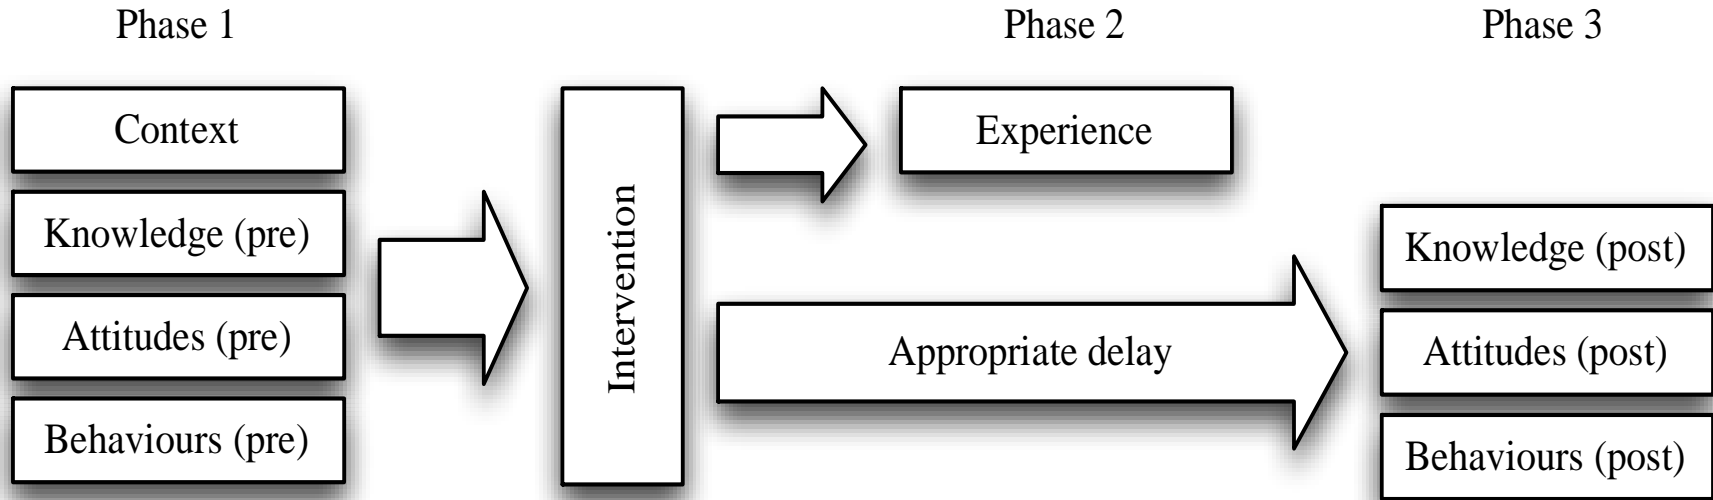 Phase 1
Phase 2
Phase 3
Context
Knowledge (pre)
Attitudes (pre)
Behaviours (pre)
Intervention
Experience
Appropriate delay
Knowledge (post)
Attitudes (post)
Behaviours (post)